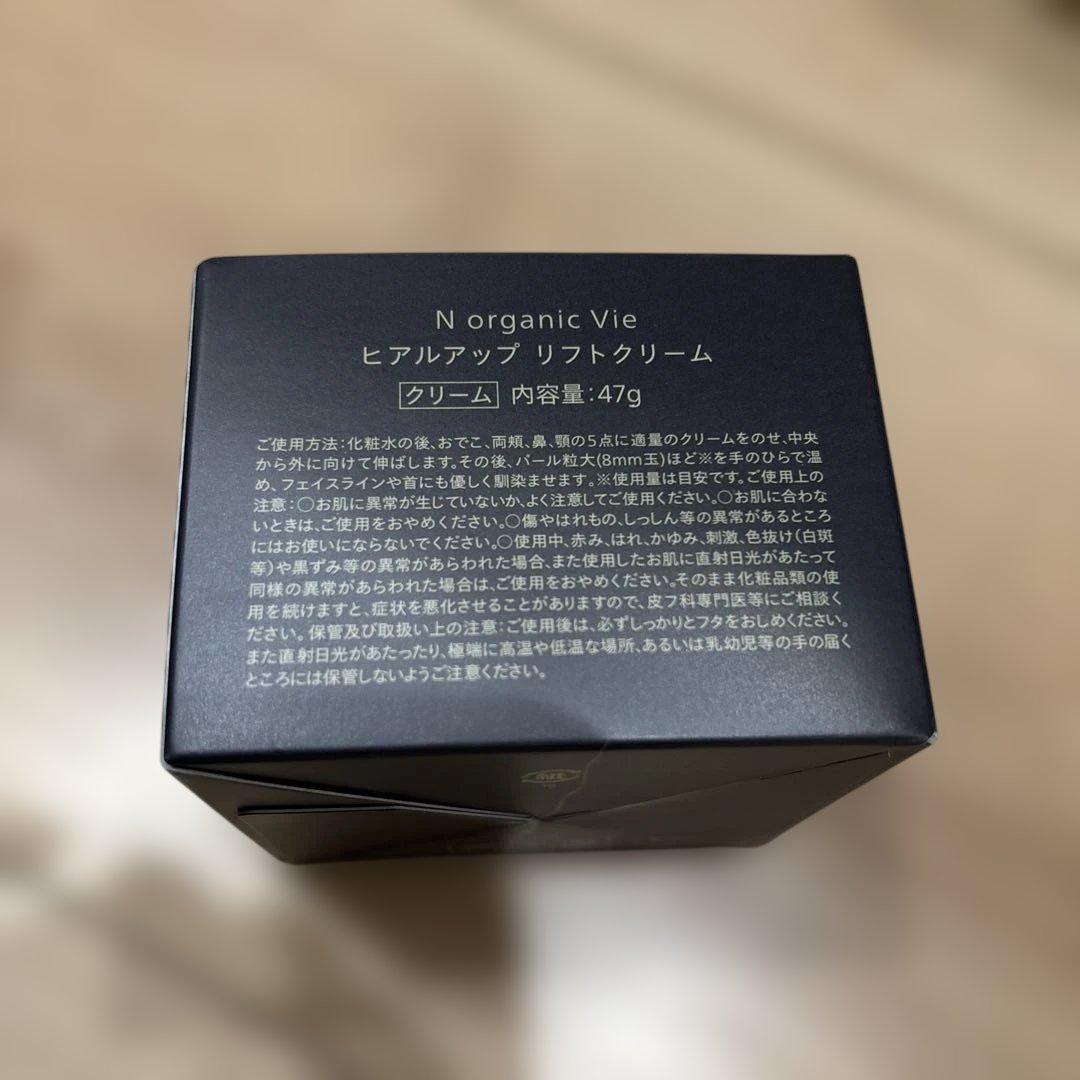 N organic Vie
ヒアルアップ リフトクリーム
クリーム 内容量:47g
ご使用方法:化粧水の後、おでこ、両頬、鼻、顎の5点に適量のクリームをのせ、中央
から外に向けて伸ばします。その後、パール粒大(8mm玉)ほど※を手のひらで温
め、フェイスラインや首にも優しく馴染ませます。※使用量は目安です。ご使用上の
注意:○お肌に異常が生じていないか、よく注意してご使用ください。○お肌に合わな
いときは、ご使用をおやめください。○傷やはれもの、しっしん等の異常があるところ
にはお使いにならないでください。○使用中、赤み、はれ、かゆみ、刺激、色抜け(白斑
等)や黒ずみ等の異常があらわれた場合、また使用したお肌に直射日光があたって
同様の異常があらわれた場合は、ご使用をおやめください。そのまま化粧品類の使
用を続けますと、症状を悪化させることがありますので、皮フ科専門医等にご相談く
ださい。保管及び取扱い上の注意:ご使用後は、必ずしっかりとフタをおしめください。
また直射日光があたったり、極端に高温や低温な場所、あるいは乳幼児等の手の届く
ところには保管しないようご注意ください。